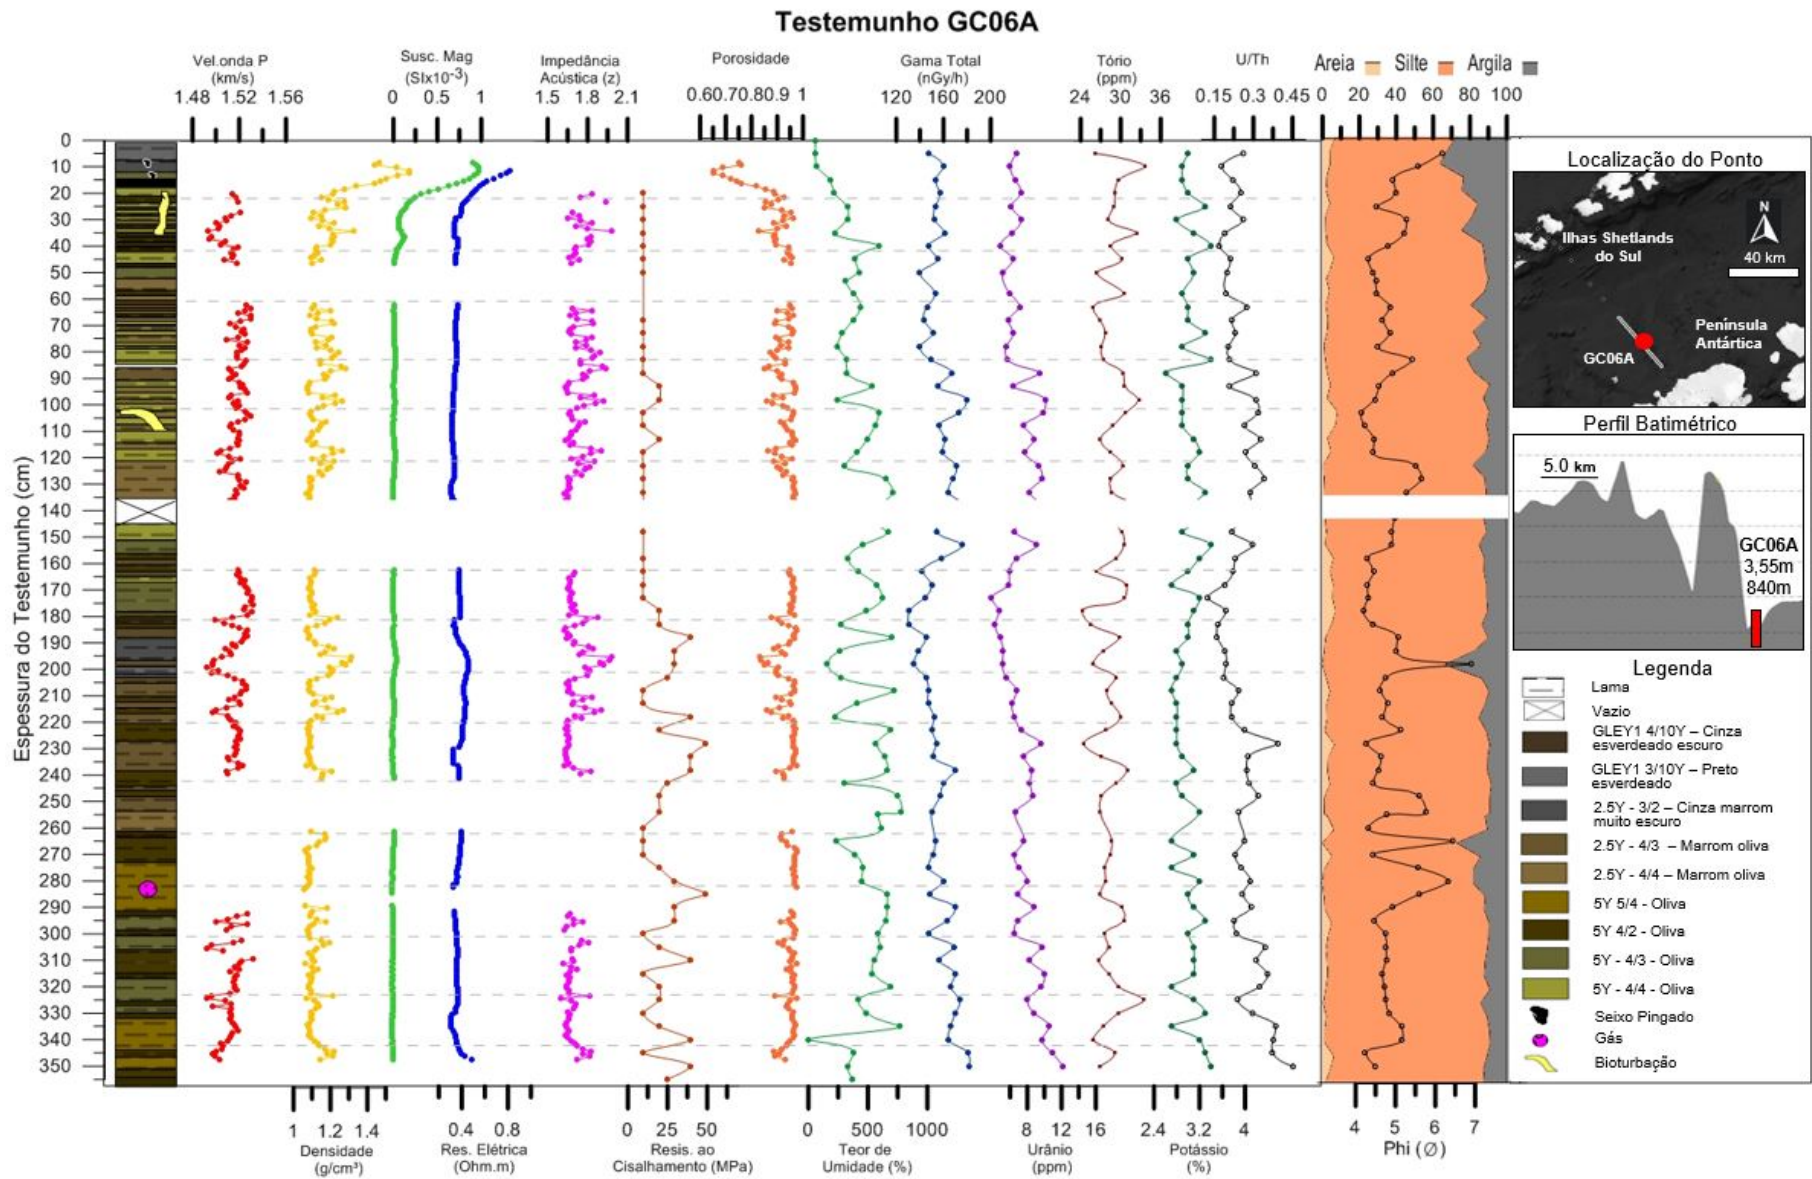 Testemunho GC06A
Vel.onda P
(km/s)
1.48 1.52 1.56
Susc. Mag
(SIx10-3)
0 0.5 1
Impedância
Acústica (z)
1.5 1.8 2.1
Porosidade
0.60.70.80.9 1
Gama Total
(nGy/h)
120 160 200
Tório
(ppm)
24 30 36
U/Th
0.15 0.3 0.45
Areia Silte Argila
0 20 40 60 80 100
Espessura do Testemunho (cm)
0
10
20
30
40
50
60
70
80
90
100
110
120
130
140
150
160
170
180
190
200
210
220
230
240
250
260
270
280
290
300
310
320
330
340
350
1 1.2 1.4
Densidade
(g/cm³)
0.4 0.8
Res. Elétrica
(Ohm.m)
0 25 50
Resis. ao
Cisalhamento (MPa)
0 500 1000
Teor de
Umidade (%)
8 12 16
Urânio
(ppm)
2.4 3.2 4
Potássio
(%)
4 5 6 7
Phi (∅)
Localização do Ponto
N
40 km
Ilhas Shetlands
do Sul
Península
Antártica
GC06A
Perfil Batimétrico
5.0 km
GC06A
3,55m
840m
Legenda
Lama
Vazio
GLEY1 4/10Y – Cinza
esverdeado escuro
GLEY1 3/10Y – Preto
esverdeado
2.5Y - 3/2 – Cinza marrom
muito escuro
2.5Y - 4/3 – Marrom oliva
2.5Y - 4/4 – Marrom oliva
5Y 5/4 - Oliva
5Y 4/2 - Oliva
5Y - 4/3 - Oliva
5Y - 4/4 - Oliva
Seixo Pingado
Gás
Bioturbação